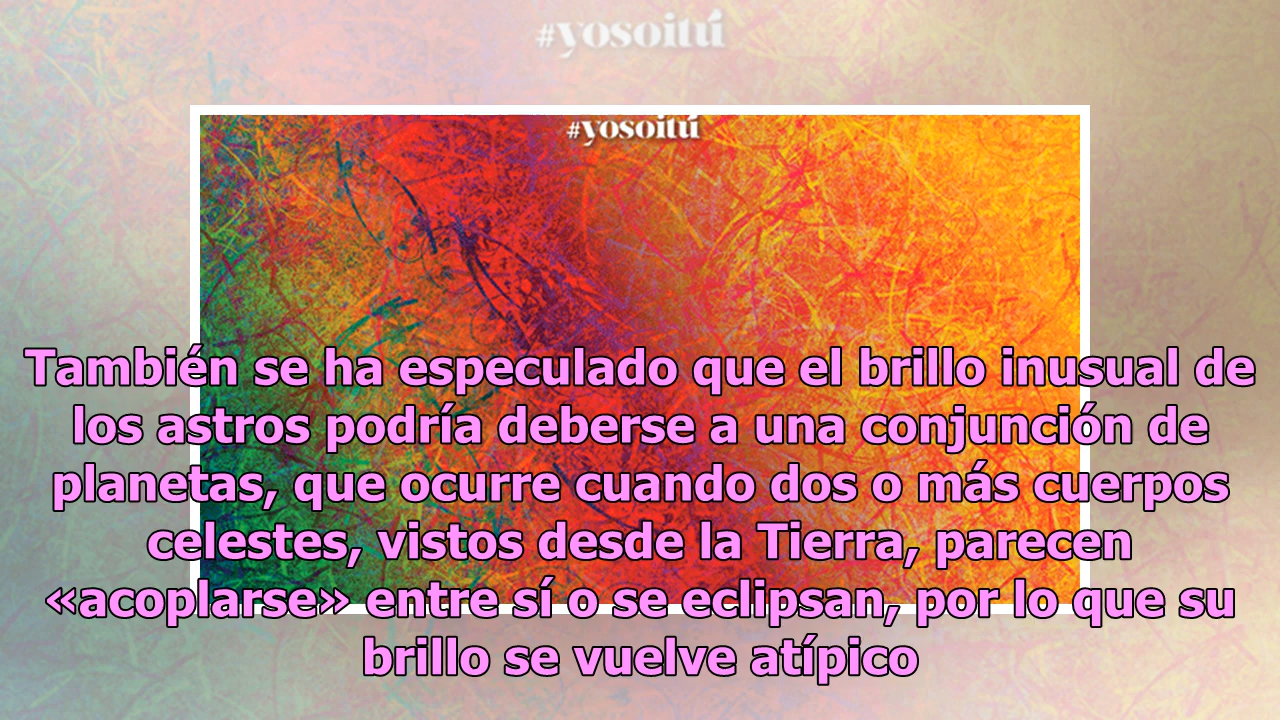 #yosoitú
#yosoitú
También se ha especulado que el brillo inusual de
los astros podría deberse a una conjunción de
planetas, que ocurre cuando dos o más cuerpos
celestes, vistos desde la Tierra, parecen
«acoplarse» entre sí o se eclipsan, por lo que su
brillo se vuelve atípico